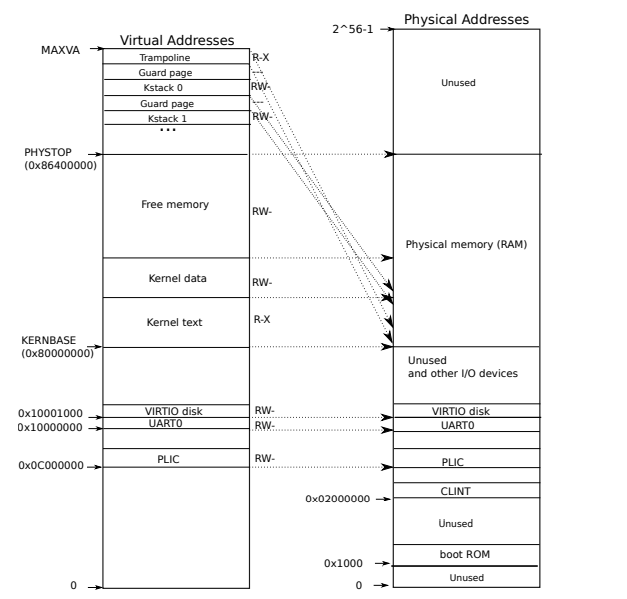 Physical Addresses
2^56-1
Virtual Addresses
MAXVA
Trampoline
R-X
Guard page
---
Unused
Kstack 0
RW-
Guard page
---
Kstack 1
RW-
...
PHYSTOP
(0x86400000)
Free memory
RW-
Physical memory (RAM)
Kernel data
RW-
Kernel text
R-X
KERNBASE
(0x80000000)
Unused
and other I/O devices
0x10001000
VIRTIO disk
RW-
VIRTIO disk
0x10000000
UART0
RW-
UART0
0x0C000000
PLIC
RW-
PLIC
CLINT
0x02000000
Unused
boot ROM
0x1000
Unused
0
0